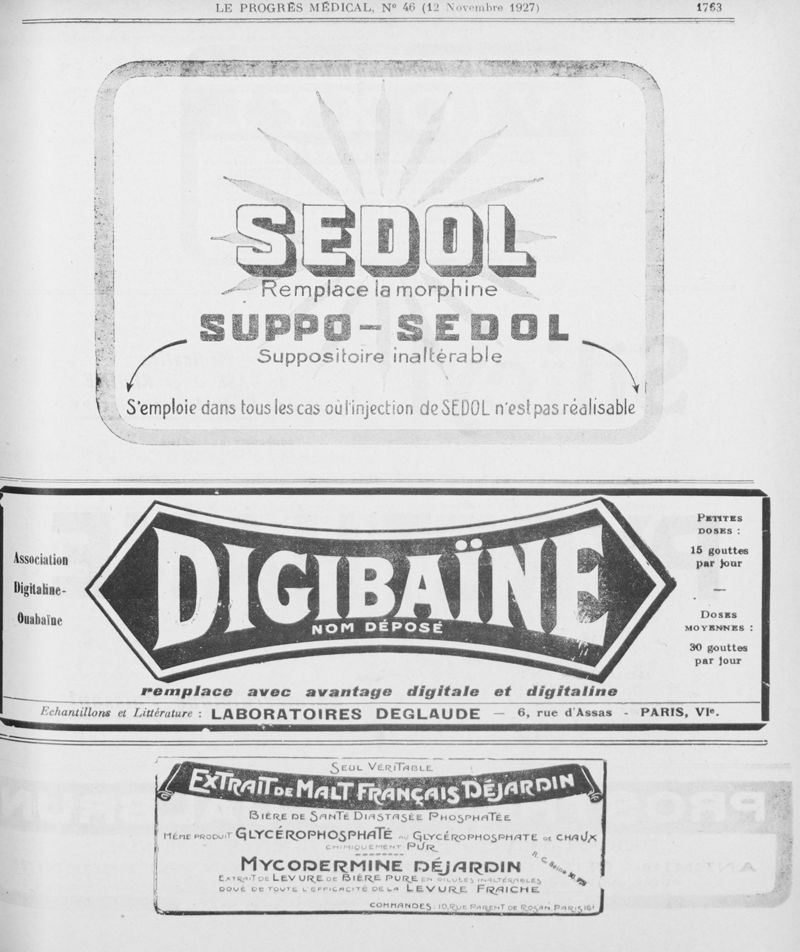 LE PROGRÈS MÉDICAL, N° 46 (12 Novembre 1927)
1763
SEDOL
Remplace la morphine
SUPPO-SEDOL
Suppositoire inaltérable
S'emploie dans tous les cas où l'injection de SEDOL n'est pas réalisable
Association
Digitaline-
Ouabaïne
DIGIBAÏNE
NOM DÉPOSÉ
PETITES
DOSES :
15 gouttes
par jour
—
DOSES
MOYENNES :
30 gouttes
par jour
remplace avec avantage digitale et digitaline
Echantillons et Littérature : LABORATOIRES DEGLAUDE — 6, rue d'Assas - PARIS, VIe.
SEUL VÉRITABLE
EXTRAIT DE MALT FRANÇAIS DÉJARDIN
BIÈRE DE SANTÉ DIASTASÉE PHOSPHATÉE
MÊME PRODUIT GLYCÉROPHOSPHATÉ AU GLYCÉROPHOSPHATE DE CHAUX
CHIMIQUEMENT PUR
MYCODERMINE DÉJARDIN
R. C. Seine
EXTRAIT DE LEVURE DE BIÈRE PURE EN PILULES INALTÉRABLES
DOUÉ DE TOUTE L'EFFICACITÉ DE LA LEVURE FRAICHE
COMMANDES, 10, RUE PARENT DE ROSAN PARIS 16e